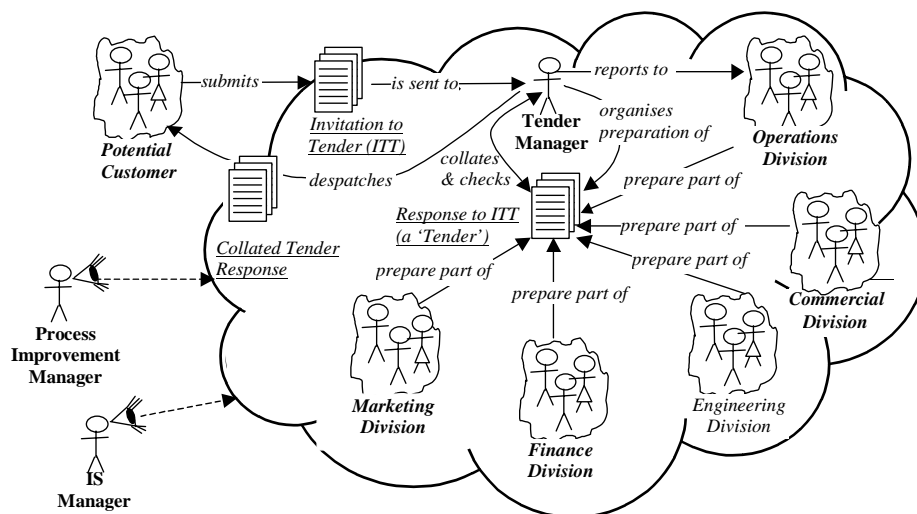 submits
is sent to
reports to
Invitation to
Tender (ITT)
Tender
Manager
organises
preparation of
Operations
Division
Potential
Customer
despatches
collates
& checks
prepare part of
Response to ITT
(a ‘Tender’)
prepare part of
Collated Tender
Response
prepare part of
prepare part of
prepare part of
Commercial
Division
Process
Improvement
Manager
Marketing
Division
Engineering
Division
Finance
Division
IS
Manager